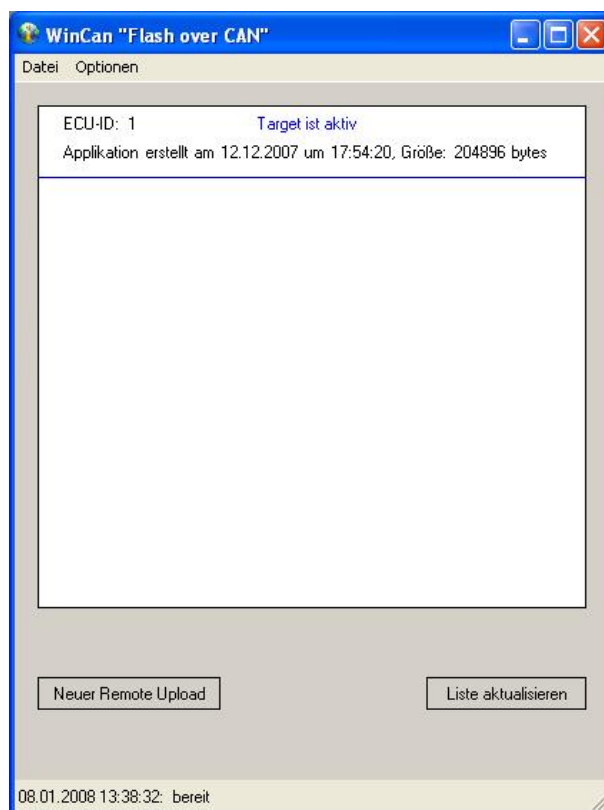 WinCan "Flash over CAN"
Datei Optionen
ECU-ID: 1 Target ist aktiv
Applikation erstellt am 12.12.2007 um 17:54:20, Größe: 204896 bytes
Neuer Remote Upload Liste aktualisieren
08.01.2008 13:38:32: bereit